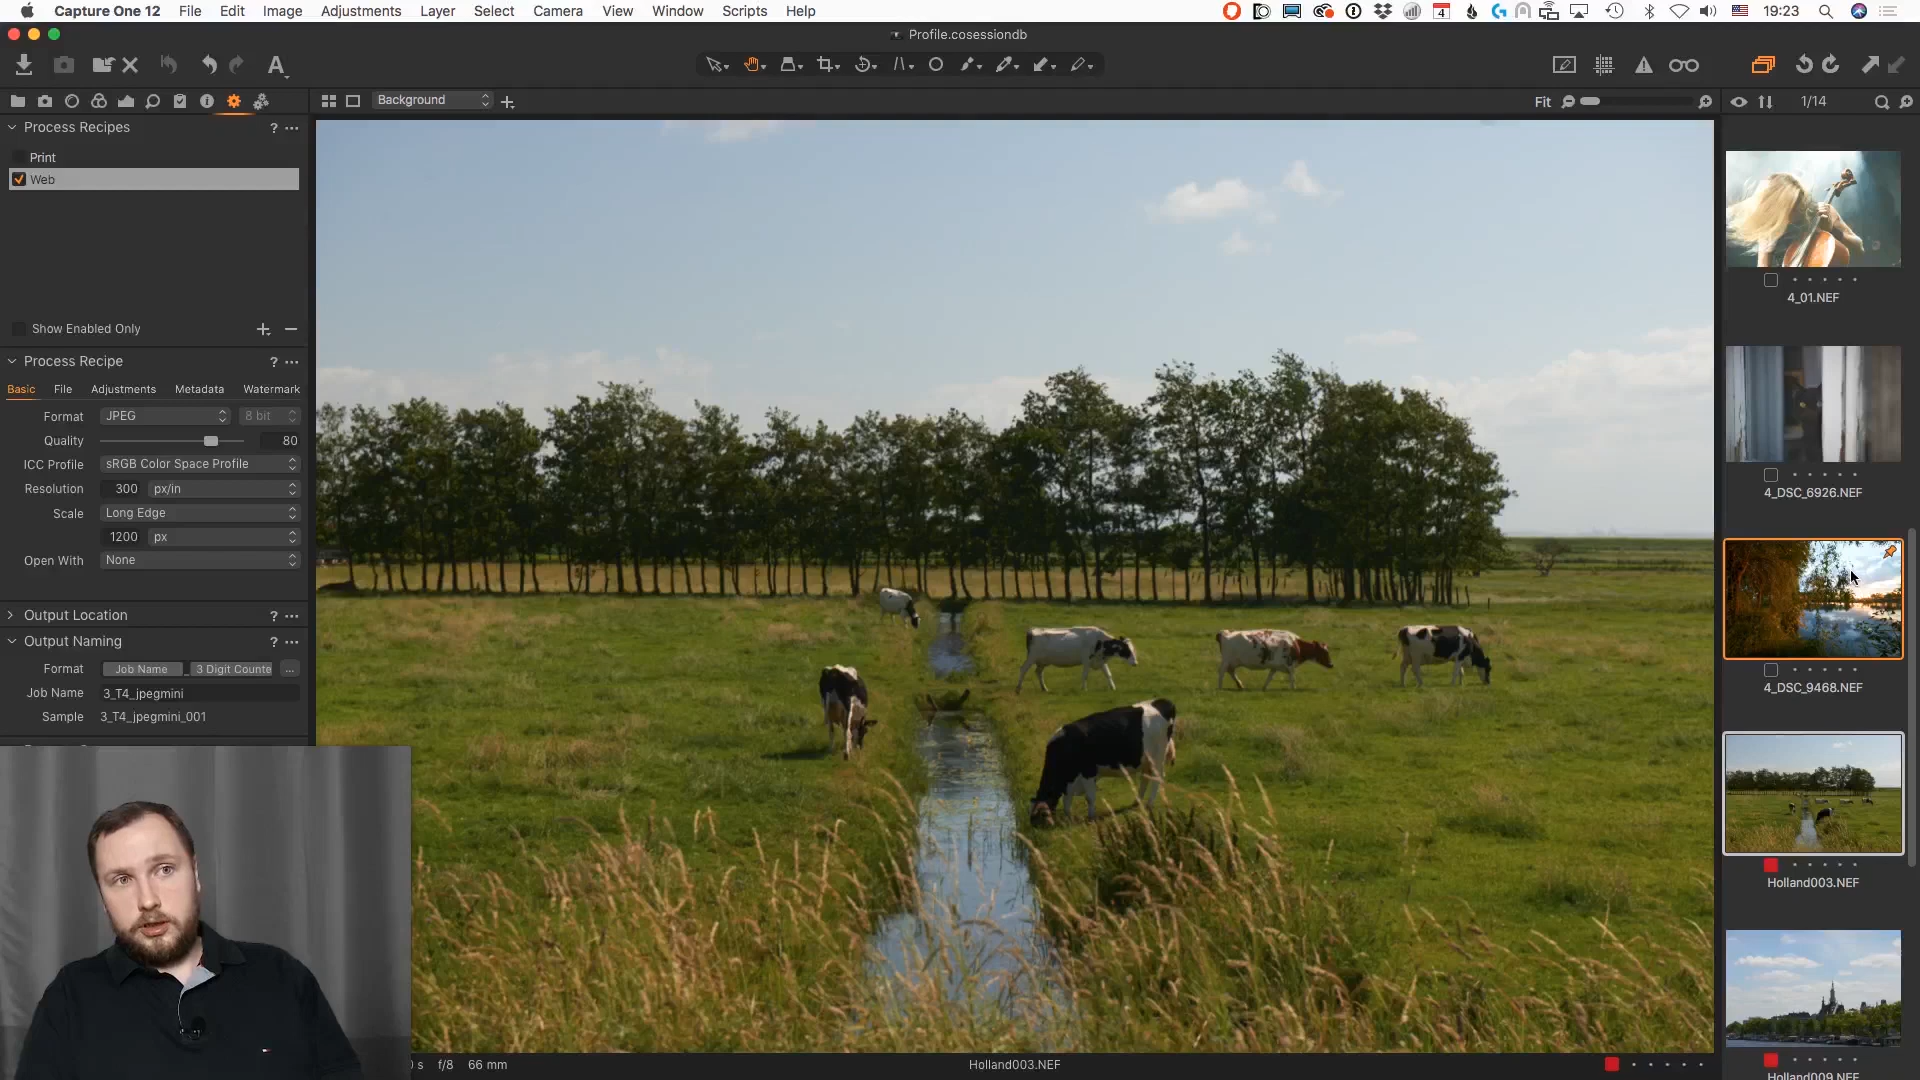 Capture One 12 File Edit Image Adjustments Layer Select Camera View Window Scripts Help 4 19:23
Profile.cosessiondb
A
Background
Fit
1/14
Process Recipes ? ...
Print
Web
Show Enabled Only
Process Recipe ? ...
Basic File Adjustments Metadata Watermark
Format JPEG 8 bit
Quality 80
ICC Profile sRGB Color Space Profile
Resolution 300 px/in
Scale Long Edge
1200 px
Open With None
Output Location ? ...
Output Naming ? ...
Format Job Name _ 3 Digit Counte ...
Job Name 3_T4_jpegmini
Sample 3_T4_jpegmini_001
4_01.NEF
4_DSC_6926.NEF
4_DSC_9468.NEF
Holland003.NEF
Holland009.NEF
s f/8 66 mm
Holland003.NEF